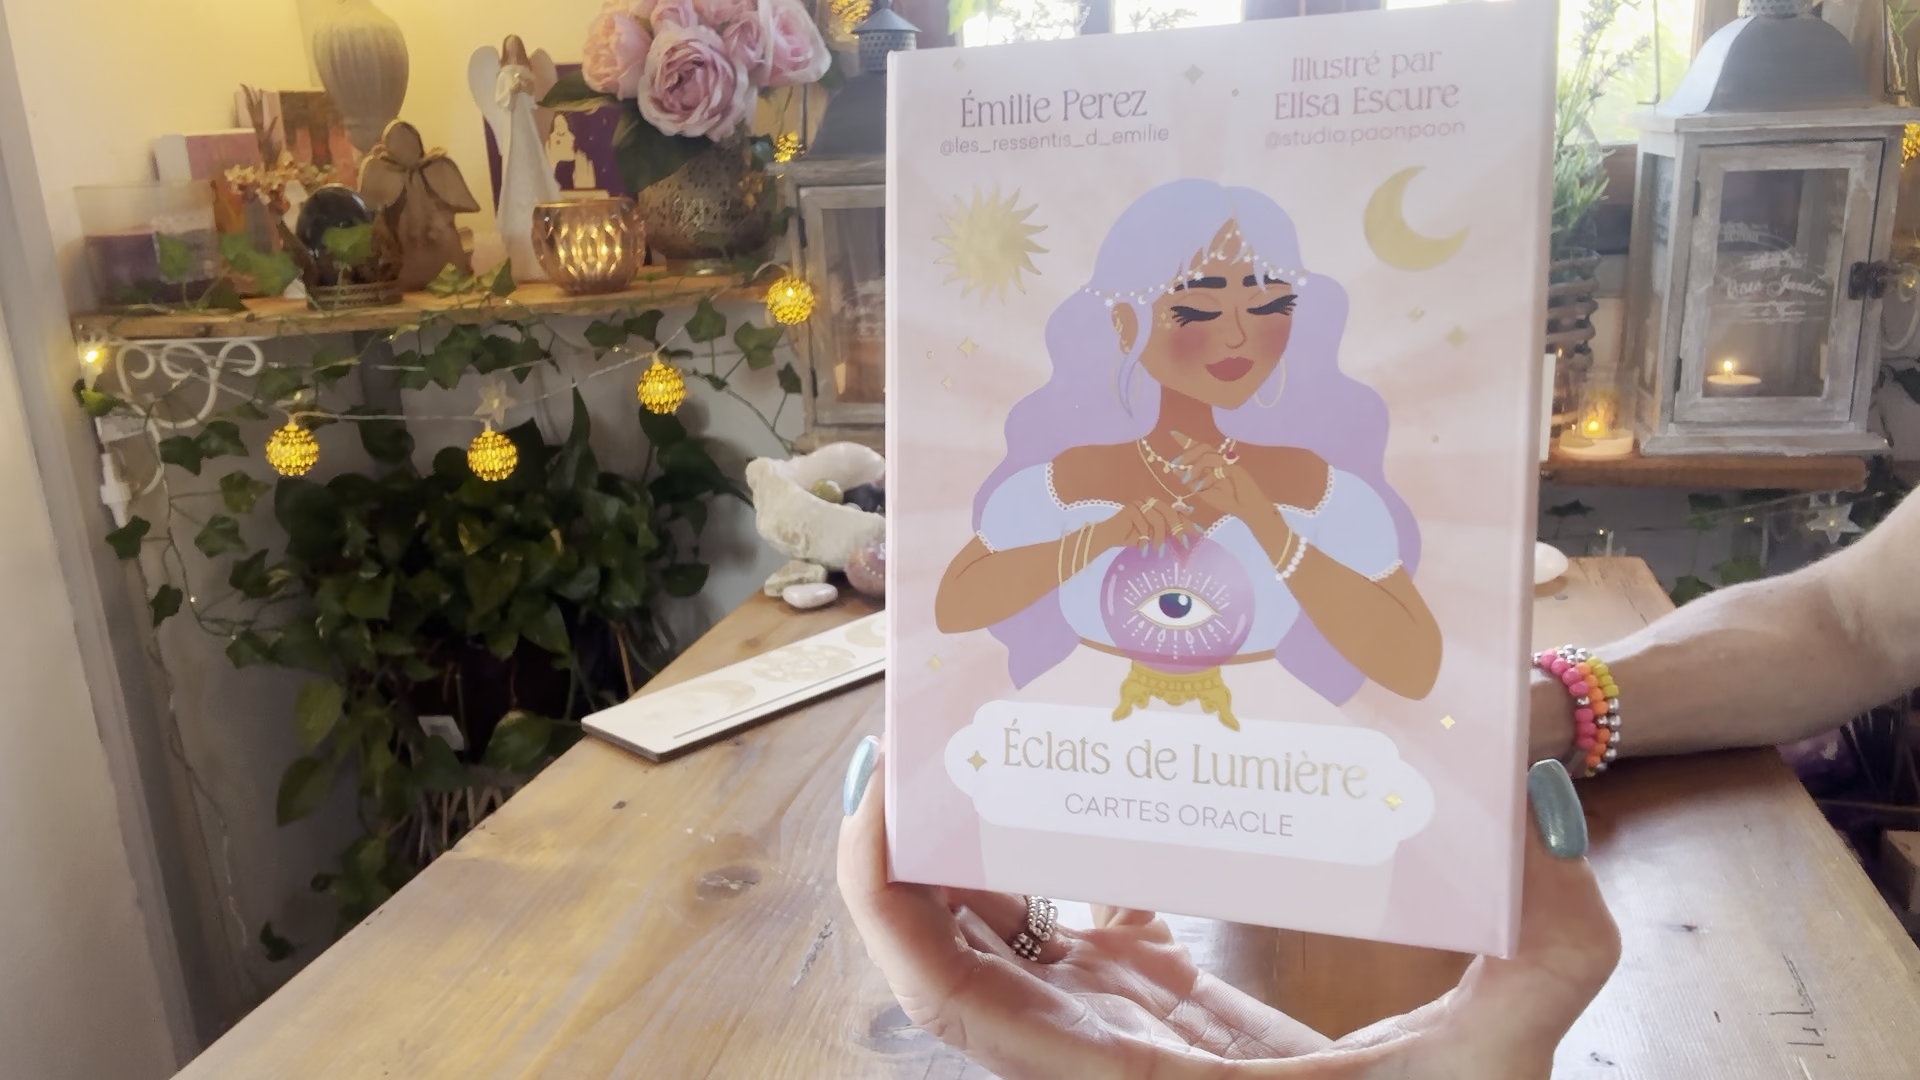 Émilie Perez
@les_ressentis_d_emilie
Illustré par
Elisa Escure
@studio.paonpaon
Éclats de Lumière
CARTES ORACLE